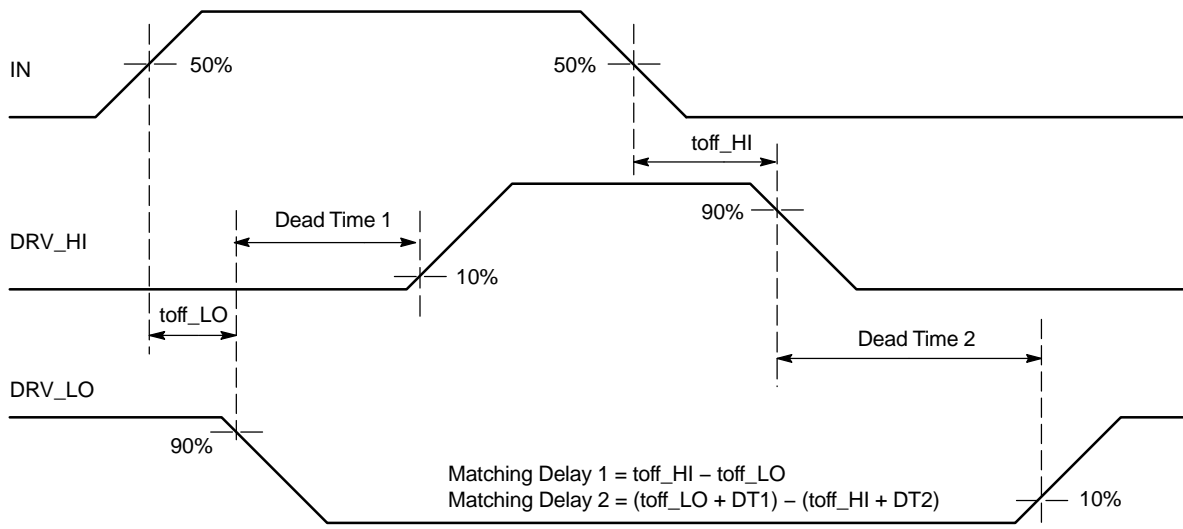 IN
50%
50%
toff_HI
Dead Time 1
90%
DRV_HI
10%
toff_LO
Dead Time 2
DRV_LO
90%
Matching Delay 1 = toff_HI − toff_LO
Matching Delay 2 = (toff_LO + DT1) − (toff_HI + DT2)
10%